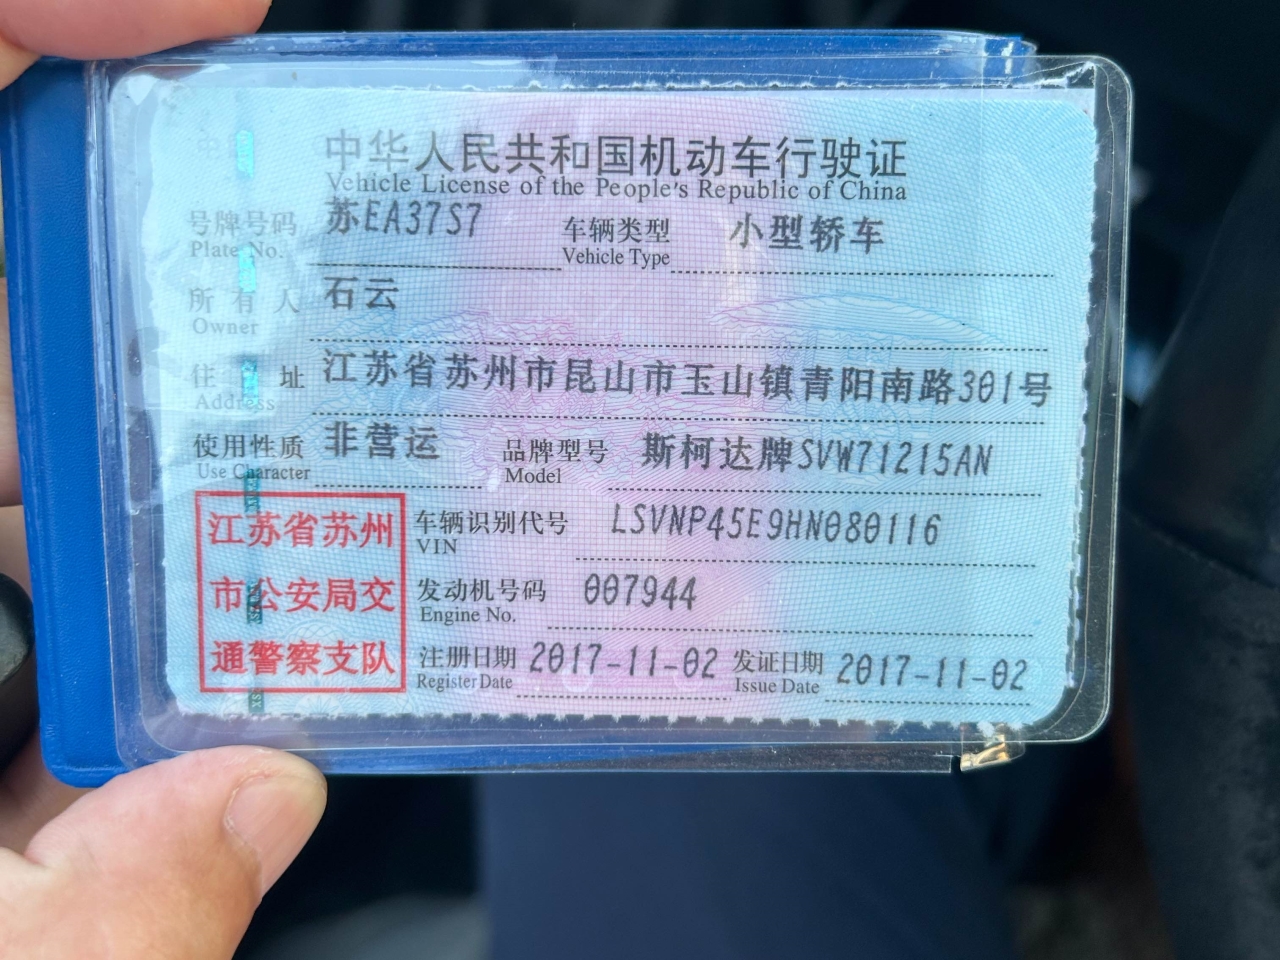 中华人民共和国机动车行驶证
Vehicle License of the People's Republic of China
号牌号码 苏EA37S7 车辆类型 小型轿车
Plate No. Vehicle Type
所有人 石云
Owner
住 址 江苏省苏州市昆山市玉山镇青阳南路301号
Address
使用性质 非营运 品牌型号 斯柯达牌SVW71215AN
Use Character Model
江苏省苏州
市公安局交
通警察支队
车辆识别代号 LSVNP45E9HN080116
VIN
发动机号码 007944
Engine No.
注册日期 2017-11-02 发证日期 2017-11-02
Register Date Issue Date